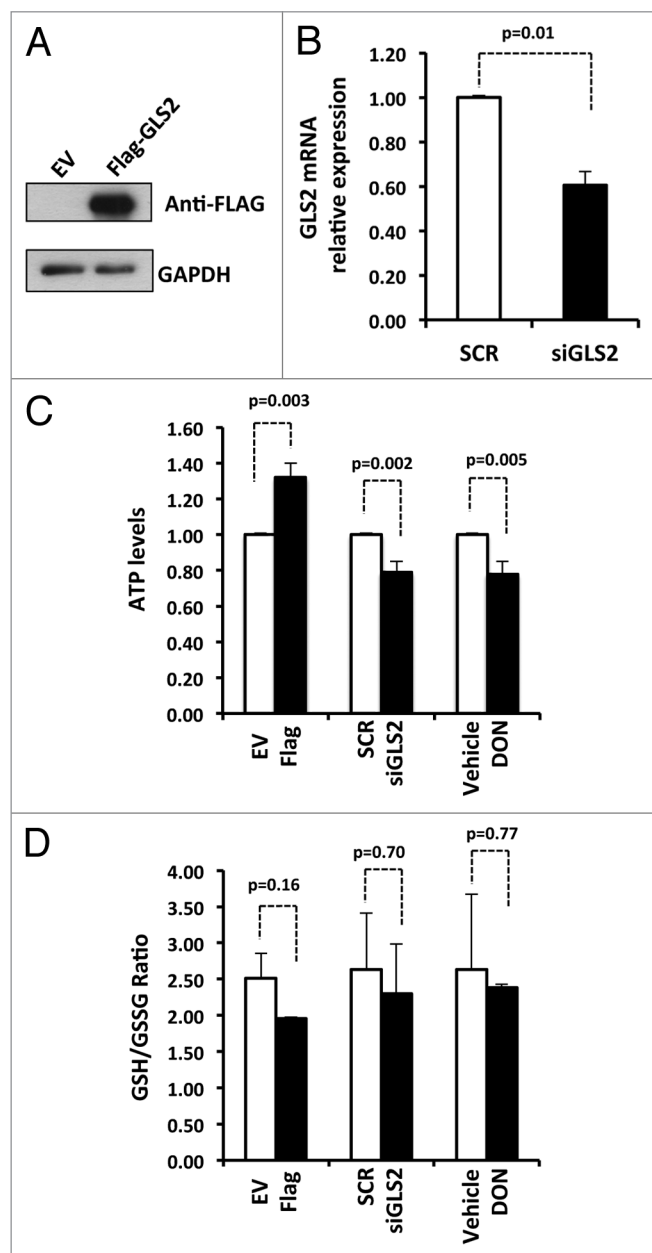 A
EV
Flag-GLS2
Anti-FLAG
GAPDH
B
GLS2 mRNA
relative expression
1.20
1.00
0.80
0.60
0.40
0.20
0.00
p=0.01
SCR
siGLS2
C
ATP levels
1.60
1.40
1.20
1.00
0.80
0.60
0.40
0.20
0.00
p=0.003
p=0.002
p=0.005
EV
Flag
SCR
siGLS2
Vehicle
DON
D
GSH/GSSG Ratio
4.00
3.50
3.00
2.50
2.00
1.50
1.00
0.50
0.00
p=0.16
p=0.70
p=0.77
EV
Flag
SCR
siGLS2
Vehicle
DON